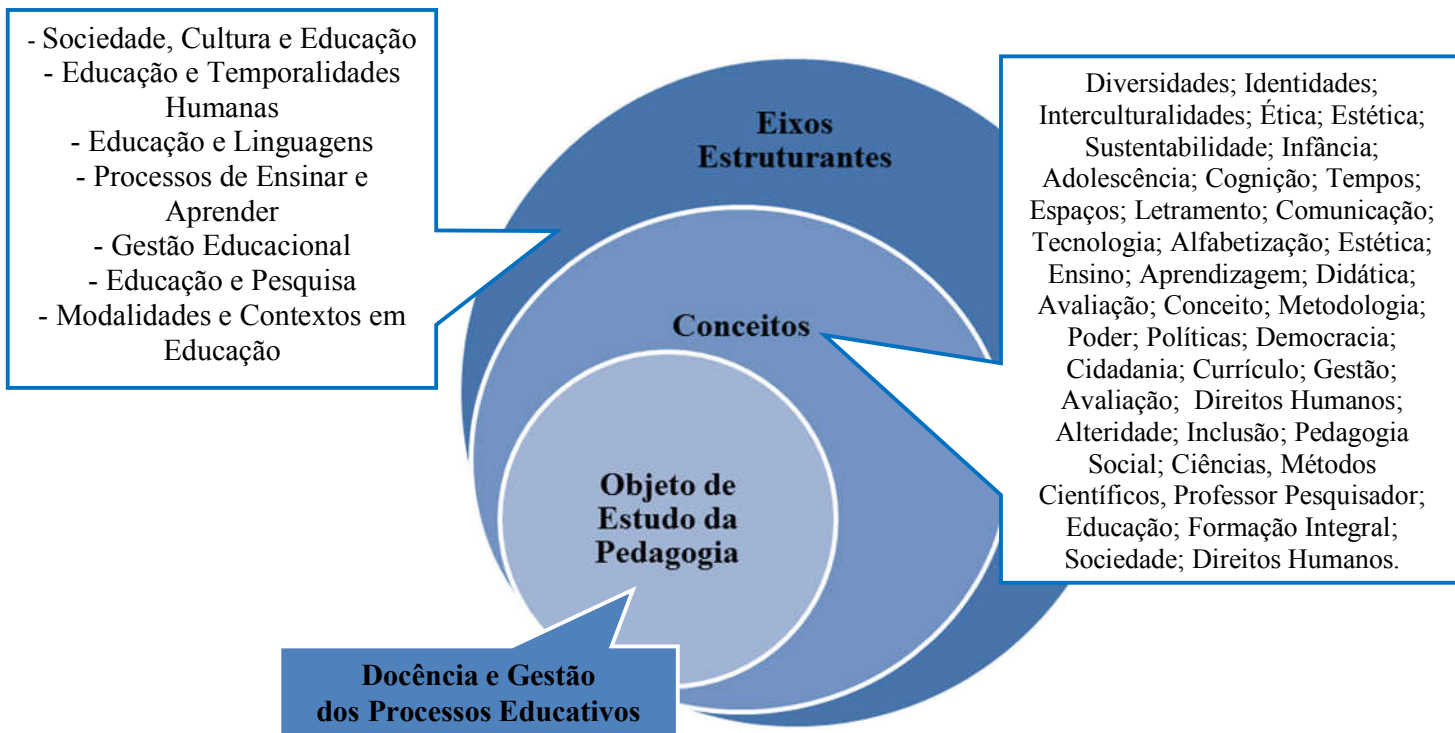 - Sociedade, Cultura e Educação
- Educação e Temporalidades
Humanas
- Educação e Linguagens
- Processos de Ensinar e
Aprender
- Gestão Educacional
- Educação e Pesquisa
- Modalidades e Contextos em
Educação
Eixos
Estruturantes
Conceitos
Objeto de
Estudo da
Pedagogia
Docência e Gestão
dos Processos Educativos
Diversidades; Identidades;
Interculturalidades; Ética; Estética;
Sustentabilidade; Infância;
Adolescência; Cognição; Tempos;
Espaços; Letramento; Comunicação;
Tecnologia; Alfabetização; Estética;
Ensino; Aprendizagem; Didática;
Avaliação; Conceito; Metodologia;
Poder; Políticas; Democracia;
Cidadania; Currículo; Gestão;
Avaliação; Direitos Humanos;
Alteridade; Inclusão; Pedagogia
Social; Ciências, Métodos
Científicos, Professor Pesquisador;
Educação; Formação Integral;
Sociedade; Direitos Humanos.